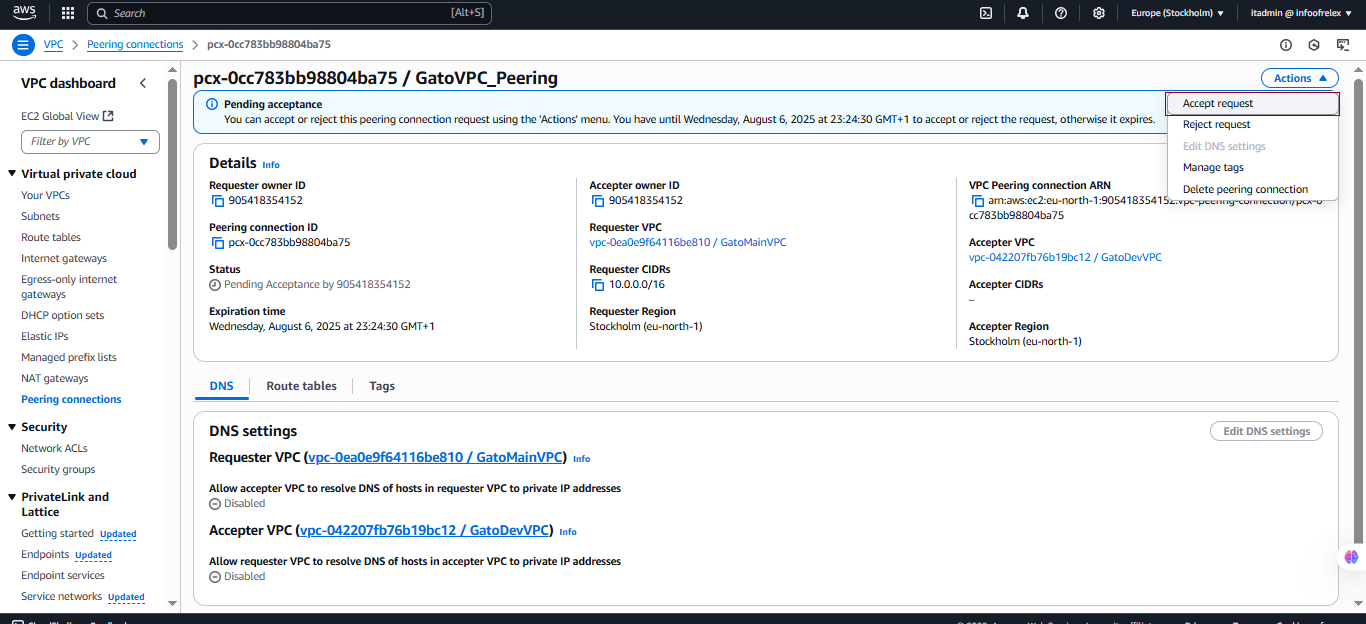 aws
Search
[Alt+S]
Europe (Stockholm) ▼
itadmin @ infoofrelex ▼
VPC > Peering connections > pcx-0cc783bb98804ba75
VPC dashboard
EC2 Global View
Filter by VPC
Virtual private cloud
Your VPCs
Subnets
Route tables
Internet gateways
Egress-only internet
gateways
DHCP option sets
Elastic IPs
Managed prefix lists
NAT gateways
Peering connections
Security
Network ACLs
Security groups
PrivateLink and
Lattice
Getting started Updated
Endpoints Updated
Endpoint services
Service networks Updated
pcx-0cc783bb98804ba75 / GatoVPC_Peering
Actions
Accept request
Reject request
Edit DNS settings
Manage tags
Delete peering connection
Pending acceptance
You can accept or reject this peering connection request using the 'Actions' menu. You have until Wednesday, August 6, 2025 at 23:24:30 GMT+1 to accept or reject the request, otherwise it expires.
Details Info
Requester owner ID
905418354152
Peering connection ID
pcx-0cc783bb98804ba75
Status
Pending Acceptance by 905418354152
Expiration time
Wednesday, August 6, 2025 at 23:24:30 GMT+1
Accepter owner ID
905418354152
Requester VPC
vpc-0ea0e9f64116be810 / GatoMainVPC
Requester CIDRs
10.0.0.0/16
Requester Region
Stockholm (eu-north-1)
VPC Peering connection ARN
arn:aws:ec2:eu-north-1:905418354152:vpc-peering-connection/pcx-0
cc783bb98804ba75
Accepter VPC
vpc-042207fb76b19bc12 / GatoDevVPC
Accepter CIDRs
–
Accepter Region
Stockholm (eu-north-1)
DNS
Route tables
Tags
DNS settings
Edit DNS settings
Requester VPC (vpc-0ea0e9f64116be810 / GatoMainVPC) Info
Allow accepter VPC to resolve DNS of hosts in requester VPC to private IP addresses
Disabled
Accepter VPC (vpc-042207fb76b19bc12 / GatoDevVPC) Info
Allow requester VPC to resolve DNS of hosts in accepter VPC to private IP addresses
Disabled